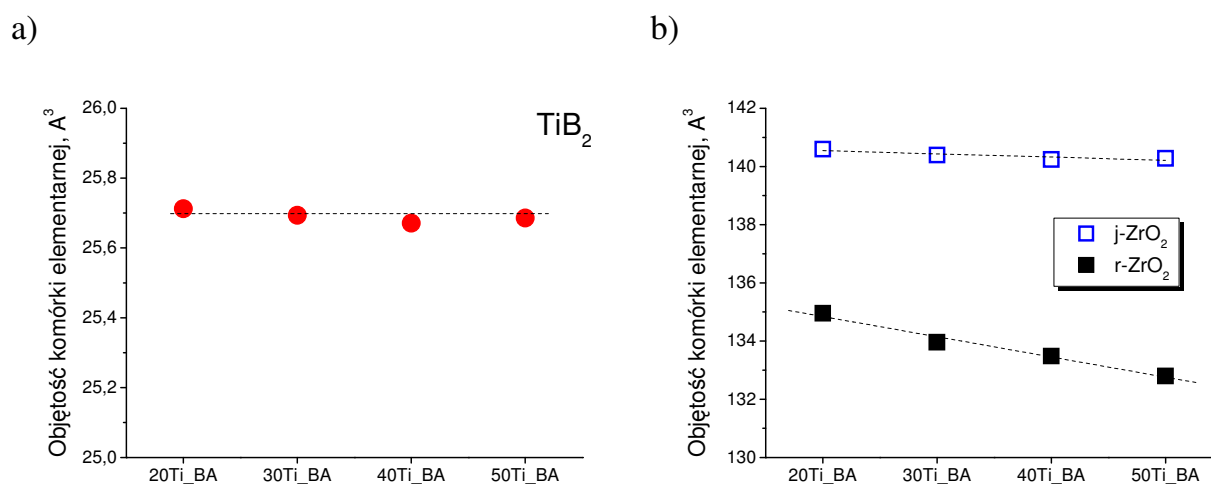 a)
b)
Objętość komórki elementarnej, A³
26,0
25,8
25,6
25,4
25,2
25,0
TiB₂
20Ti_BA 30Ti_BA 40Ti_BA 50Ti_BA
Objętość komórki elementarnej, A³
142
140
138
136
134
132
130
j-ZrO₂
r-ZrO₂
20Ti_BA 30Ti_BA 40Ti_BA 50Ti_BA